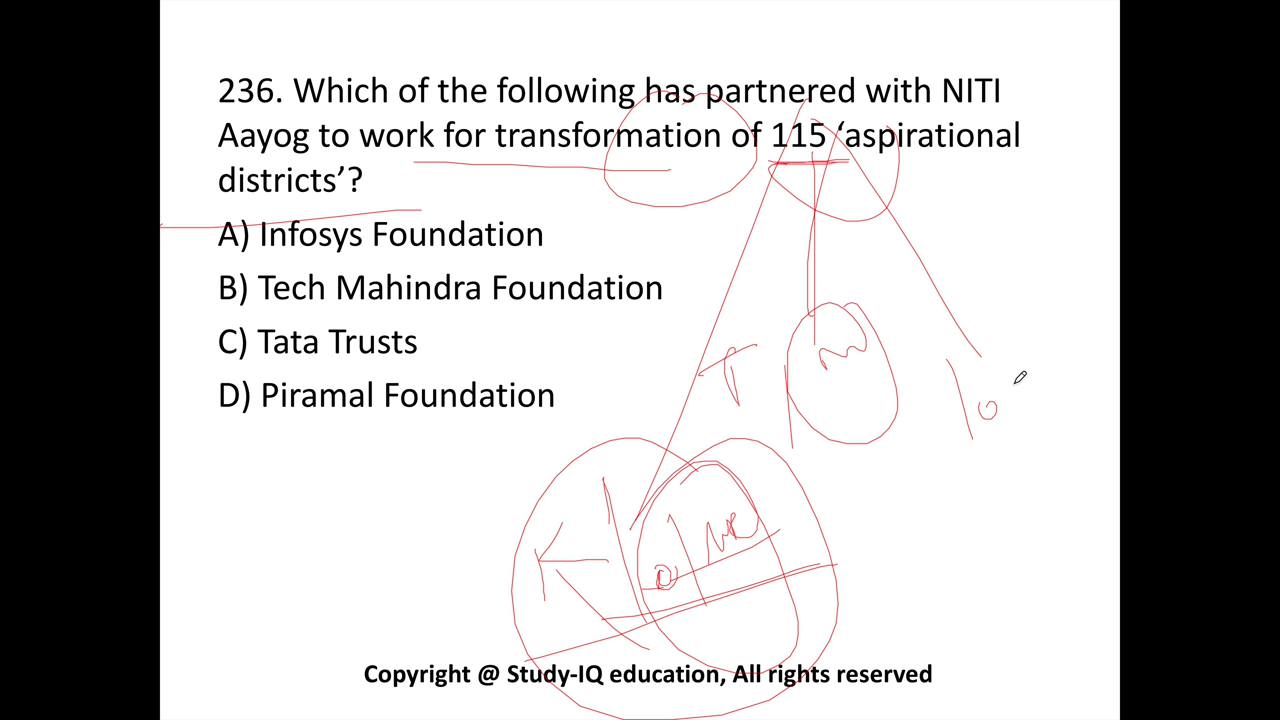 236. Which of the following has partnered with NITI
Aayog to work for transformation of 115 ‘aspirational
districts’?
A) Infosys Foundation
B) Tech Mahindra Foundation
C) Tata Trusts
D) Piramal Foundation
Copyright @ Study-IQ education, All rights reserved